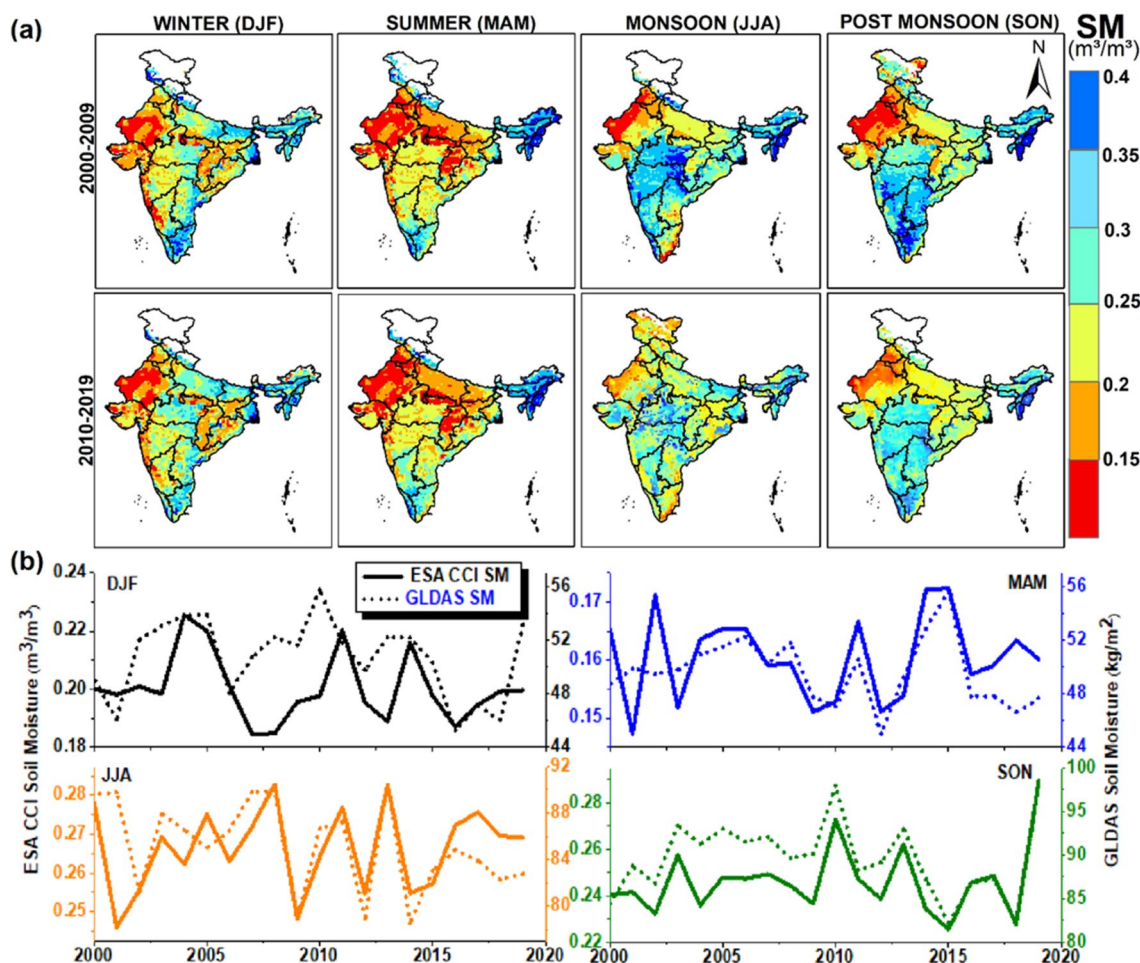 (a)
WINTER (DJF)
SUMMER (MAM)
MONSOON (JJA)
POST MONSOON (SON)
SM
(m³/m³)
N
2000-2009
2010-2019
0.4
0.35
0.3
0.25
0.2
0.15
(b)
DJF
ESA CCI SM
GLDAS SM
MAM
0.24
0.22
0.20
0.18
56
52
48
44
0.17
0.16
0.15
56
52
48
44
ESA CCI Soil Moisture (m³/m³)
GLDAS Soil Moisture (kg/m²)
JJA
SON
0.28
0.27
0.26
0.25
92
88
84
80
0.28
0.26
0.24
0.22
100
95
90
85
80
2000
2005
2010
2015
2020
2000
2005
2010
2015
2020